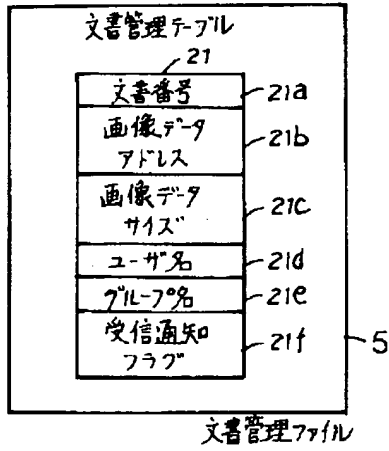 文書管理テーブル
21
文書番号 21a
画像データ 21b
アドレス
画像データ 21c
サイズ
ユーザ名 21d
グループ名 21e
受信通知 21f
フラグ
5
文書管理ファイル